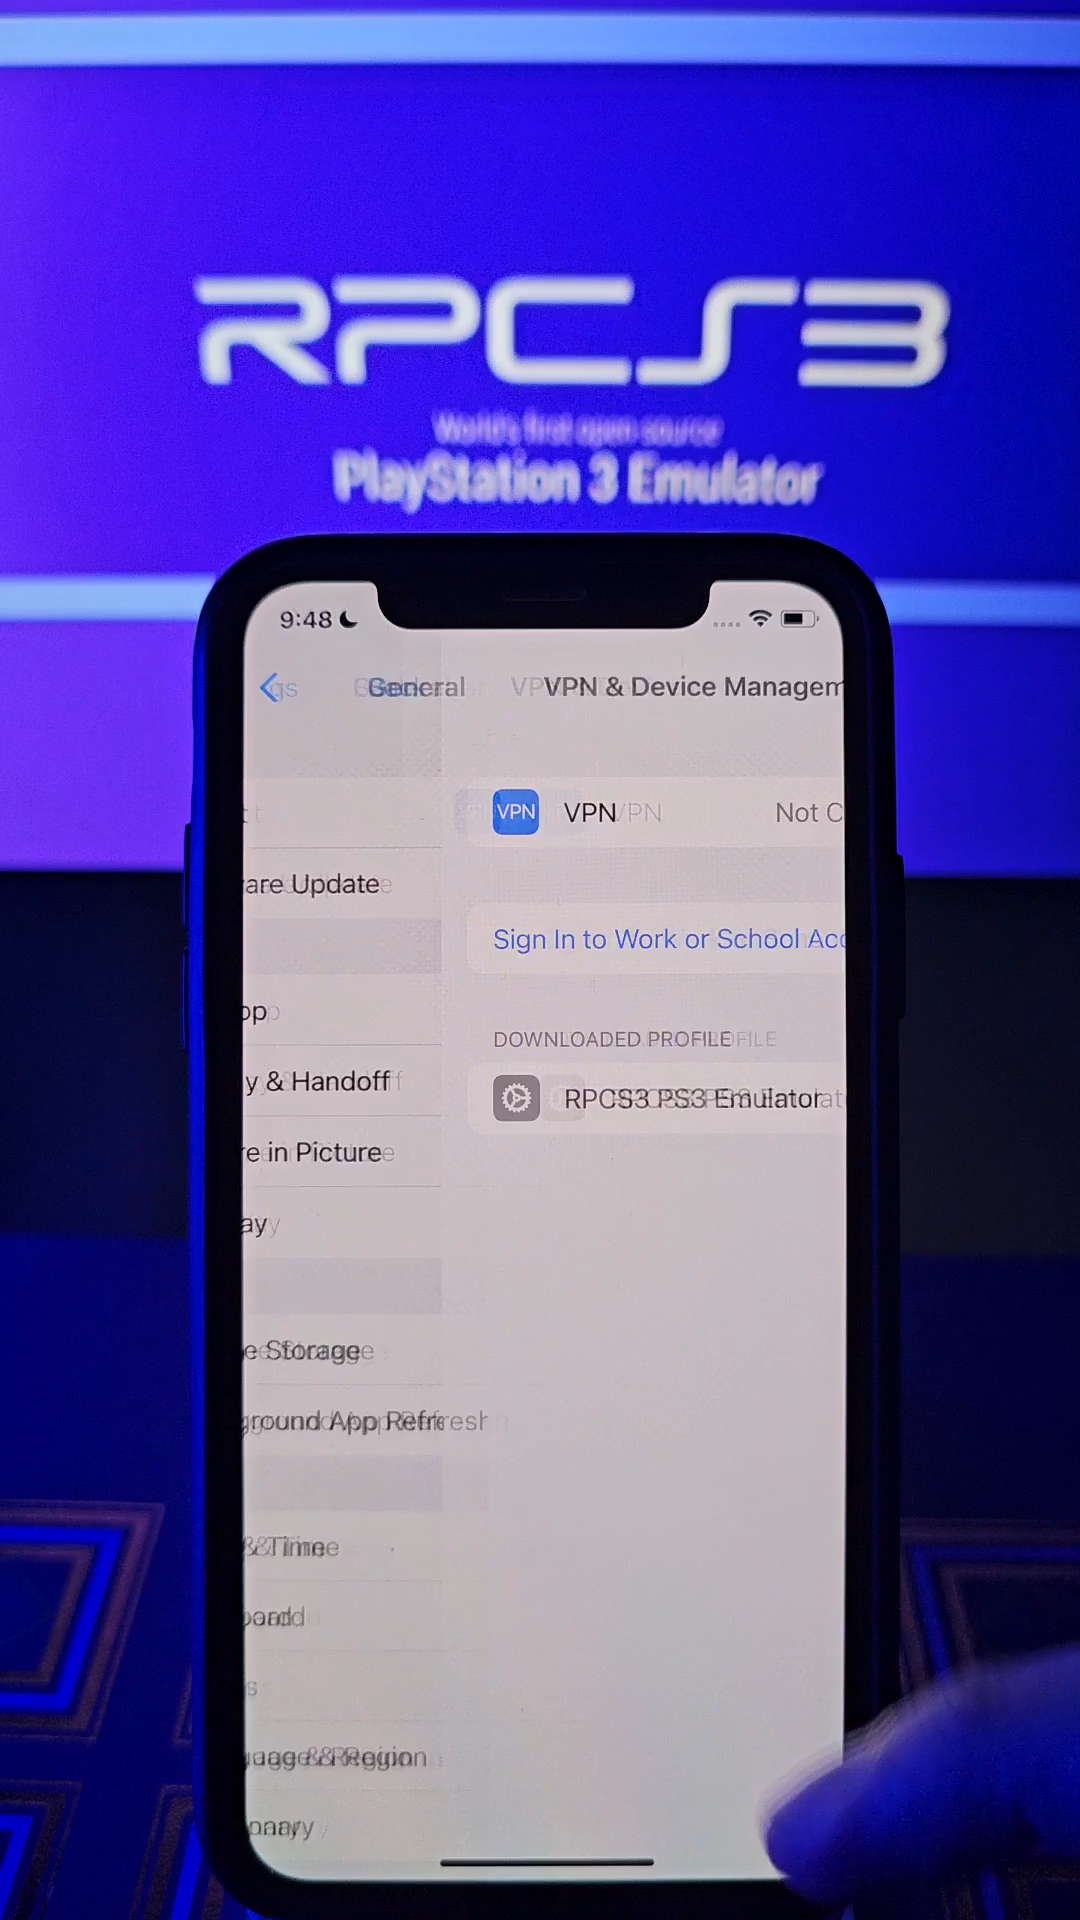 RPCS3
World's first open source
PlayStation 3 Emulator
9:48
gs General VPN & Device Managem
t
VPN VPN Not C
are Update
Sign In to Work or School Acc
pp
DOWNLOADED PROFILE
y & Handoff
RPCS3 PS3 Emulator
re in Picture
ay
e Storage
ground App Refresh
& Time
oard
s
uage & Region
onary